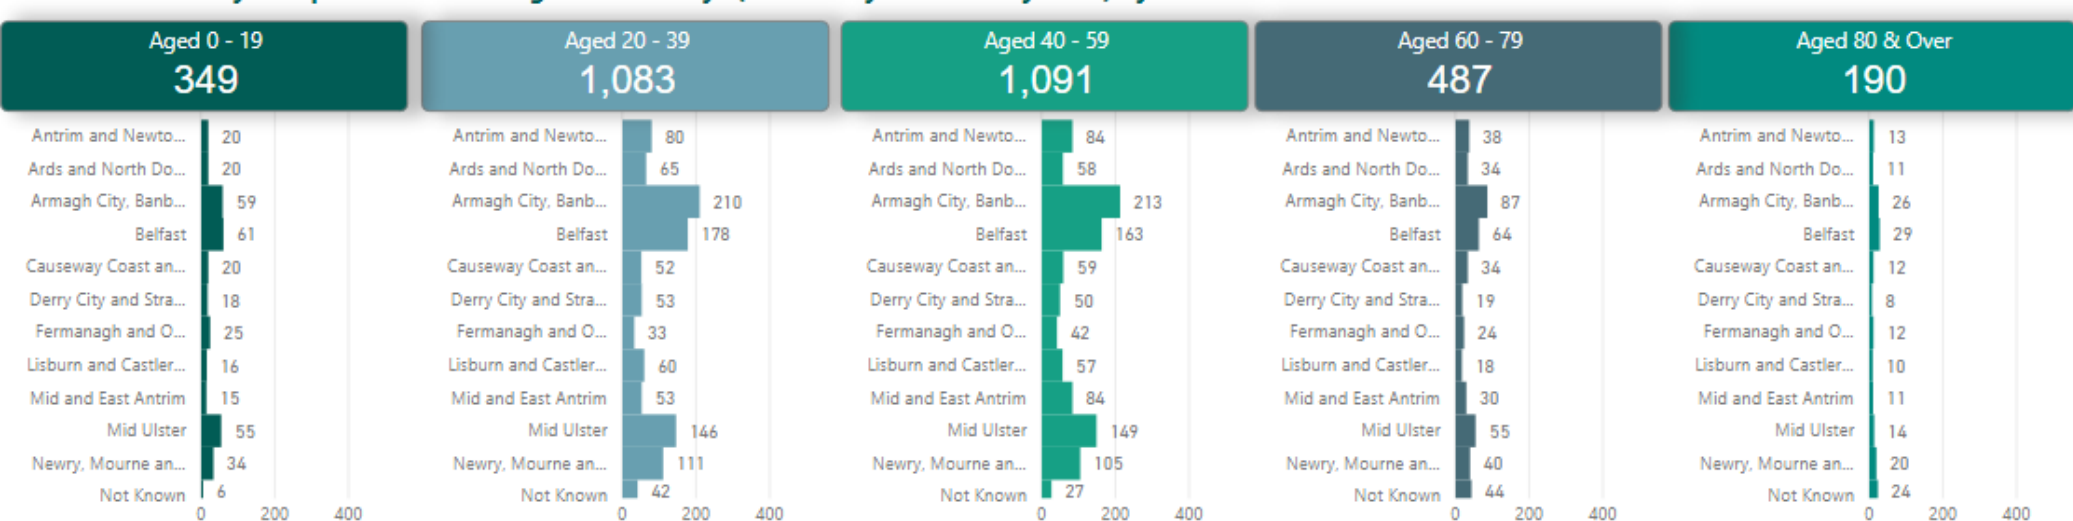 Aged 0 - 19
349
Antrim and Newto... 20
Ards and North Do... 20
Armagh City, Banb... 59
Belfast 61
Causeway Coast an... 20
Derry City and Stra... 18
Fermanagh and O... 25
Lisburn and Castler... 16
Mid and East Antrim 15
Mid Ulster 55
Newry, Mourne an... 34
Not Known 6
0 200 400
Aged 20 - 39
1,083
Antrim and Newto... 80
Ards and North Do... 65
Armagh City, Banb... 210
Belfast 178
Causeway Coast an... 52
Derry City and Stra... 53
Fermanagh and O... 33
Lisburn and Castler... 60
Mid and East Antrim 53
Mid Ulster 146
Newry, Mourne an... 111
Not Known 42
0 200 400
Aged 40 - 59
1,091
Antrim and Newto... 84
Ards and North Do... 58
Armagh City, Banb... 213
Belfast 163
Causeway Coast an... 59
Derry City and Stra... 50
Fermanagh and O... 42
Lisburn and Castler... 57
Mid and East Antrim 84
Mid Ulster 149
Newry, Mourne an... 105
Not Known 27
0 200 400
Aged 60 - 79
487
Antrim and Newto... 38
Ards and North Do... 34
Armagh City, Banb... 87
Belfast 64
Causeway Coast an... 34
Derry City and Stra... 19
Fermanagh and O... 24
Lisburn and Castler... 18
Mid and East Antrim 30
Mid Ulster 55
Newry, Mourne an... 40
Not Known 44
0 200 400
Aged 80 & Over
190
Antrim and Newto... 13
Ards and North Do... 11
Armagh City, Banb... 26
Belfast 29
Causeway Coast an... 12
Derry City and Stra... 8
Fermanagh and O... 12
Lisburn and Castler... 10
Mid and East Antrim 11
Mid Ulster 14
Newry, Mourne an... 20
Not Known 24
0 200 400